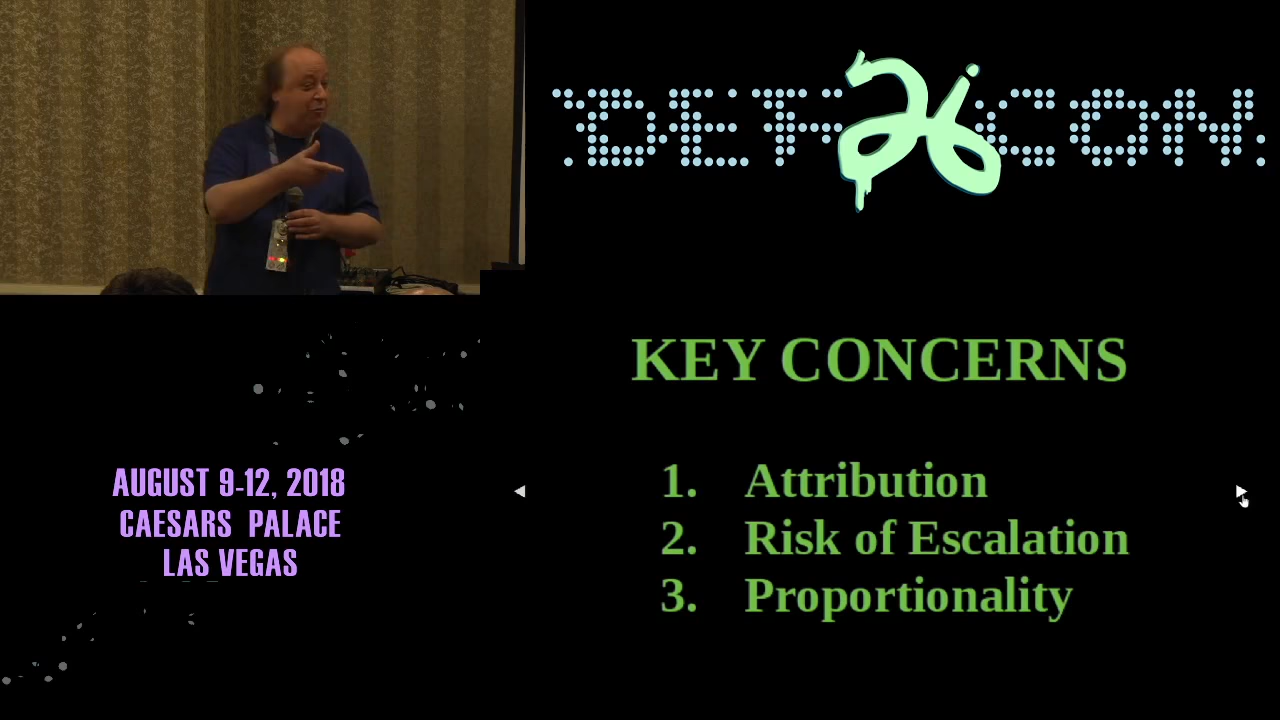 DEF 26 CON
KEY CONCERNS
1. Attribution
2. Risk of Escalation
3. Proportionality
AUGUST 9-12, 2018
CAESARS PALACE
LAS VEGAS